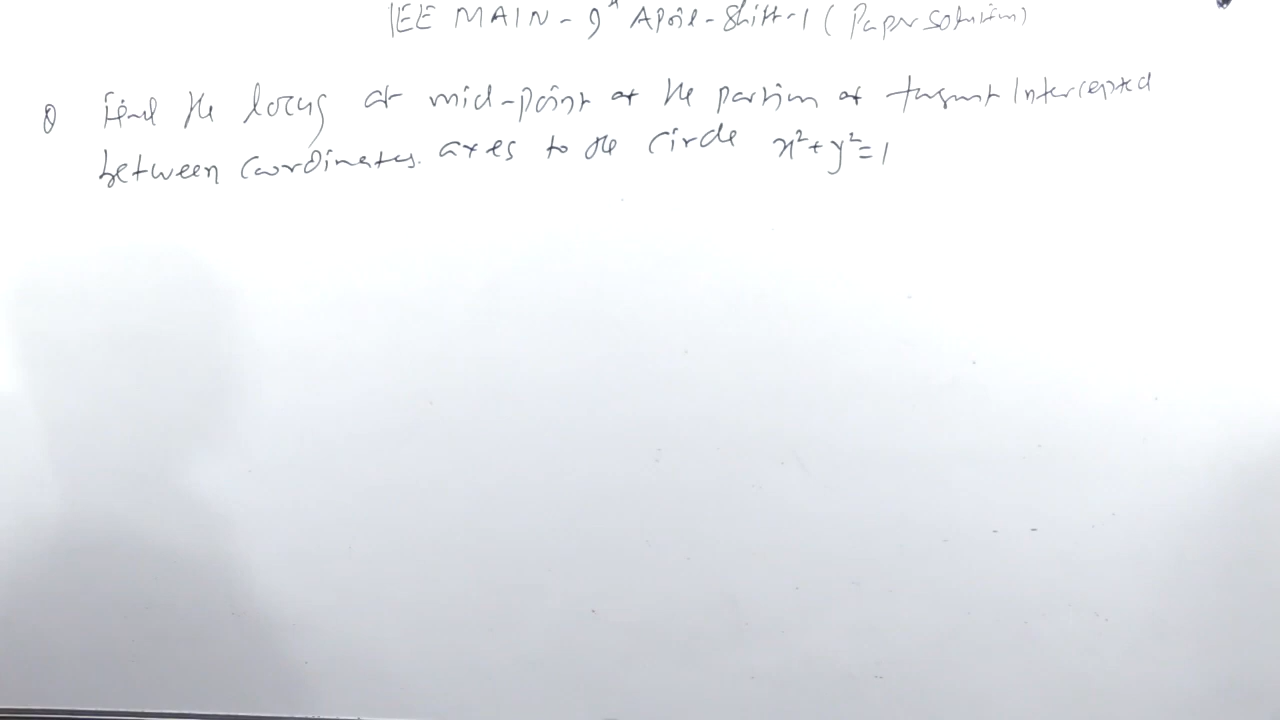 JEE MAIN - 9th April - Shift-1 ( Paper solution)
Q Find the locus of mid-point of the portion of tangent Intercepted
between Coordinates. axes to the circle x²+y²=1